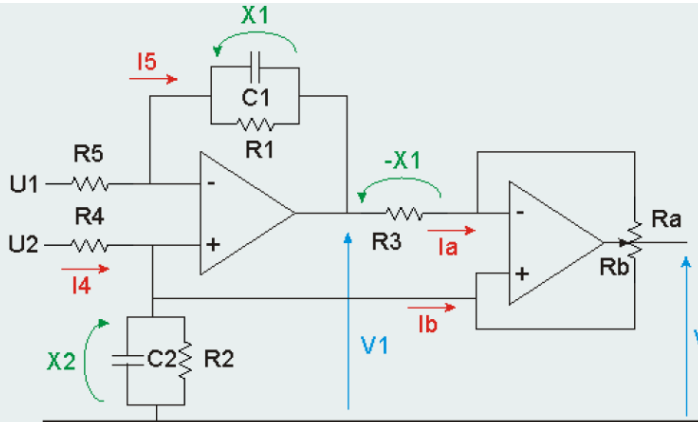 X1
I5
C1
R1
R5
U1
-
-X1
R4
U2
+
R3
-
Ra
Rb
I4
Ia
+
Ib
X2
C2
R2
V1
V